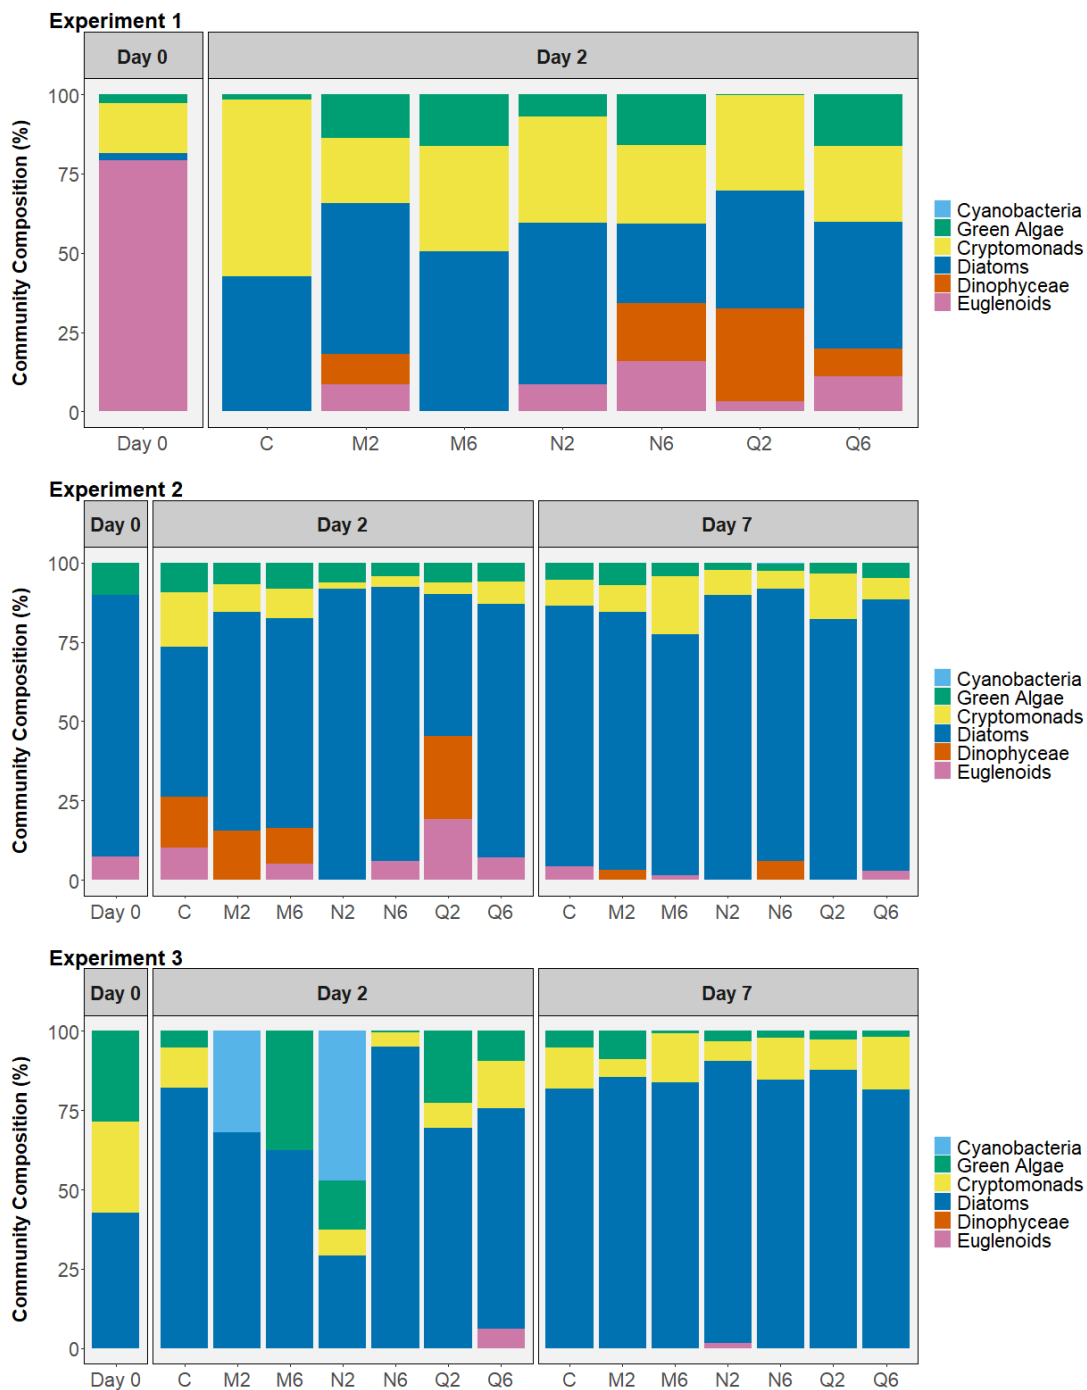 Experiment 1
Day 0 Day 2
Community Composition (%)
100
75
50
25
0
Day 0 C M2 M6 N2 N6 Q2 Q6
Cyanobacteria
Green Algae
Cryptomonads
Diatoms
Dinophyceae
Euglenoids
Experiment 2
Day 0 Day 2 Day 7
Community Composition (%)
100
75
50
25
0
Day 0 C M2 M6 N2 N6 Q2 Q6 C M2 M6 N2 N6 Q2 Q6
Cyanobacteria
Green Algae
Cryptomonads
Diatoms
Dinophyceae
Euglenoids
Experiment 3
Day 0 Day 2 Day 7
Community Composition (%)
100
75
50
25
0
Day 0 C M2 M6 N2 N6 Q2 Q6 C M2 M6 N2 N6 Q2 Q6
Cyanobacteria
Green Algae
Cryptomonads
Diatoms
Dinophyceae
Euglenoids